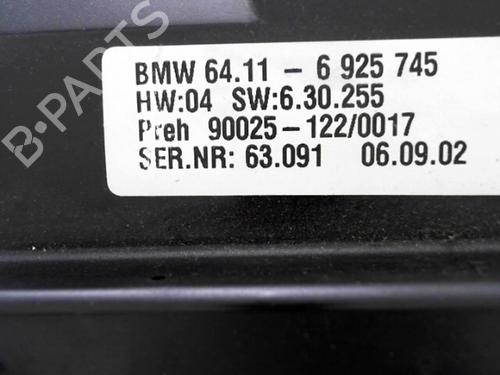 B-PARTS
BMW 64.11 - 6 925 745
HW:04 SW:6.30.255
Preh 90025-122/0017
SER.NR: 63.091 06.09.02